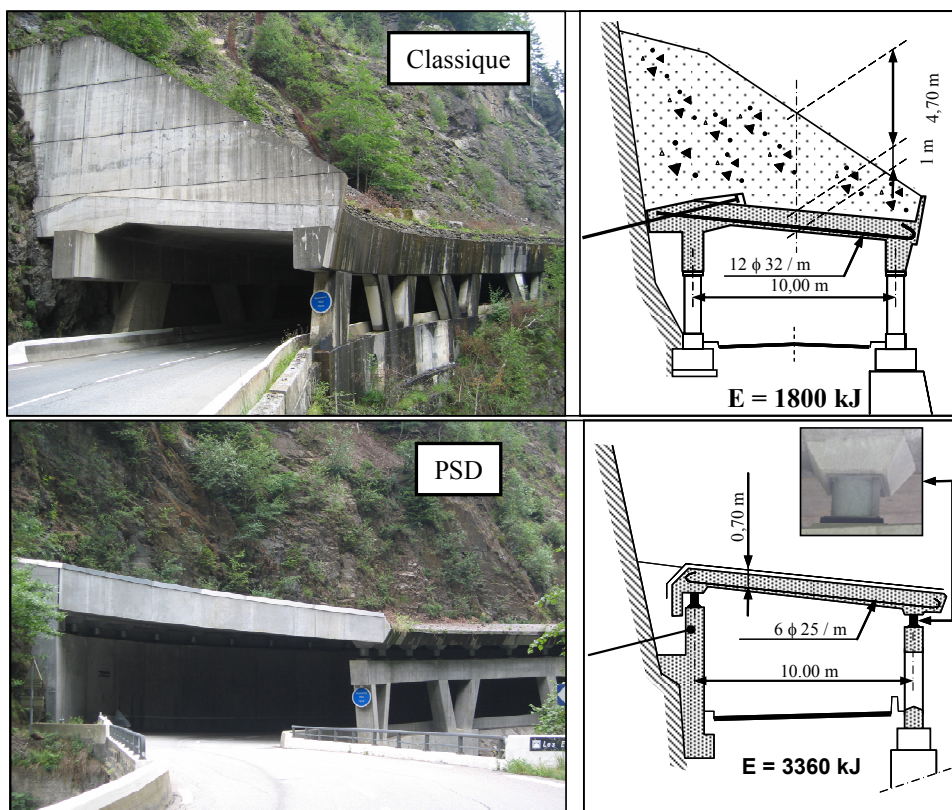 Classique
4,70 m
1 m
12 ϕ 32 / m
10,00 m
E = 1800 kJ
PSD
0,70 m
6 ϕ 25 / m
10.00 m
E = 3360 kJ